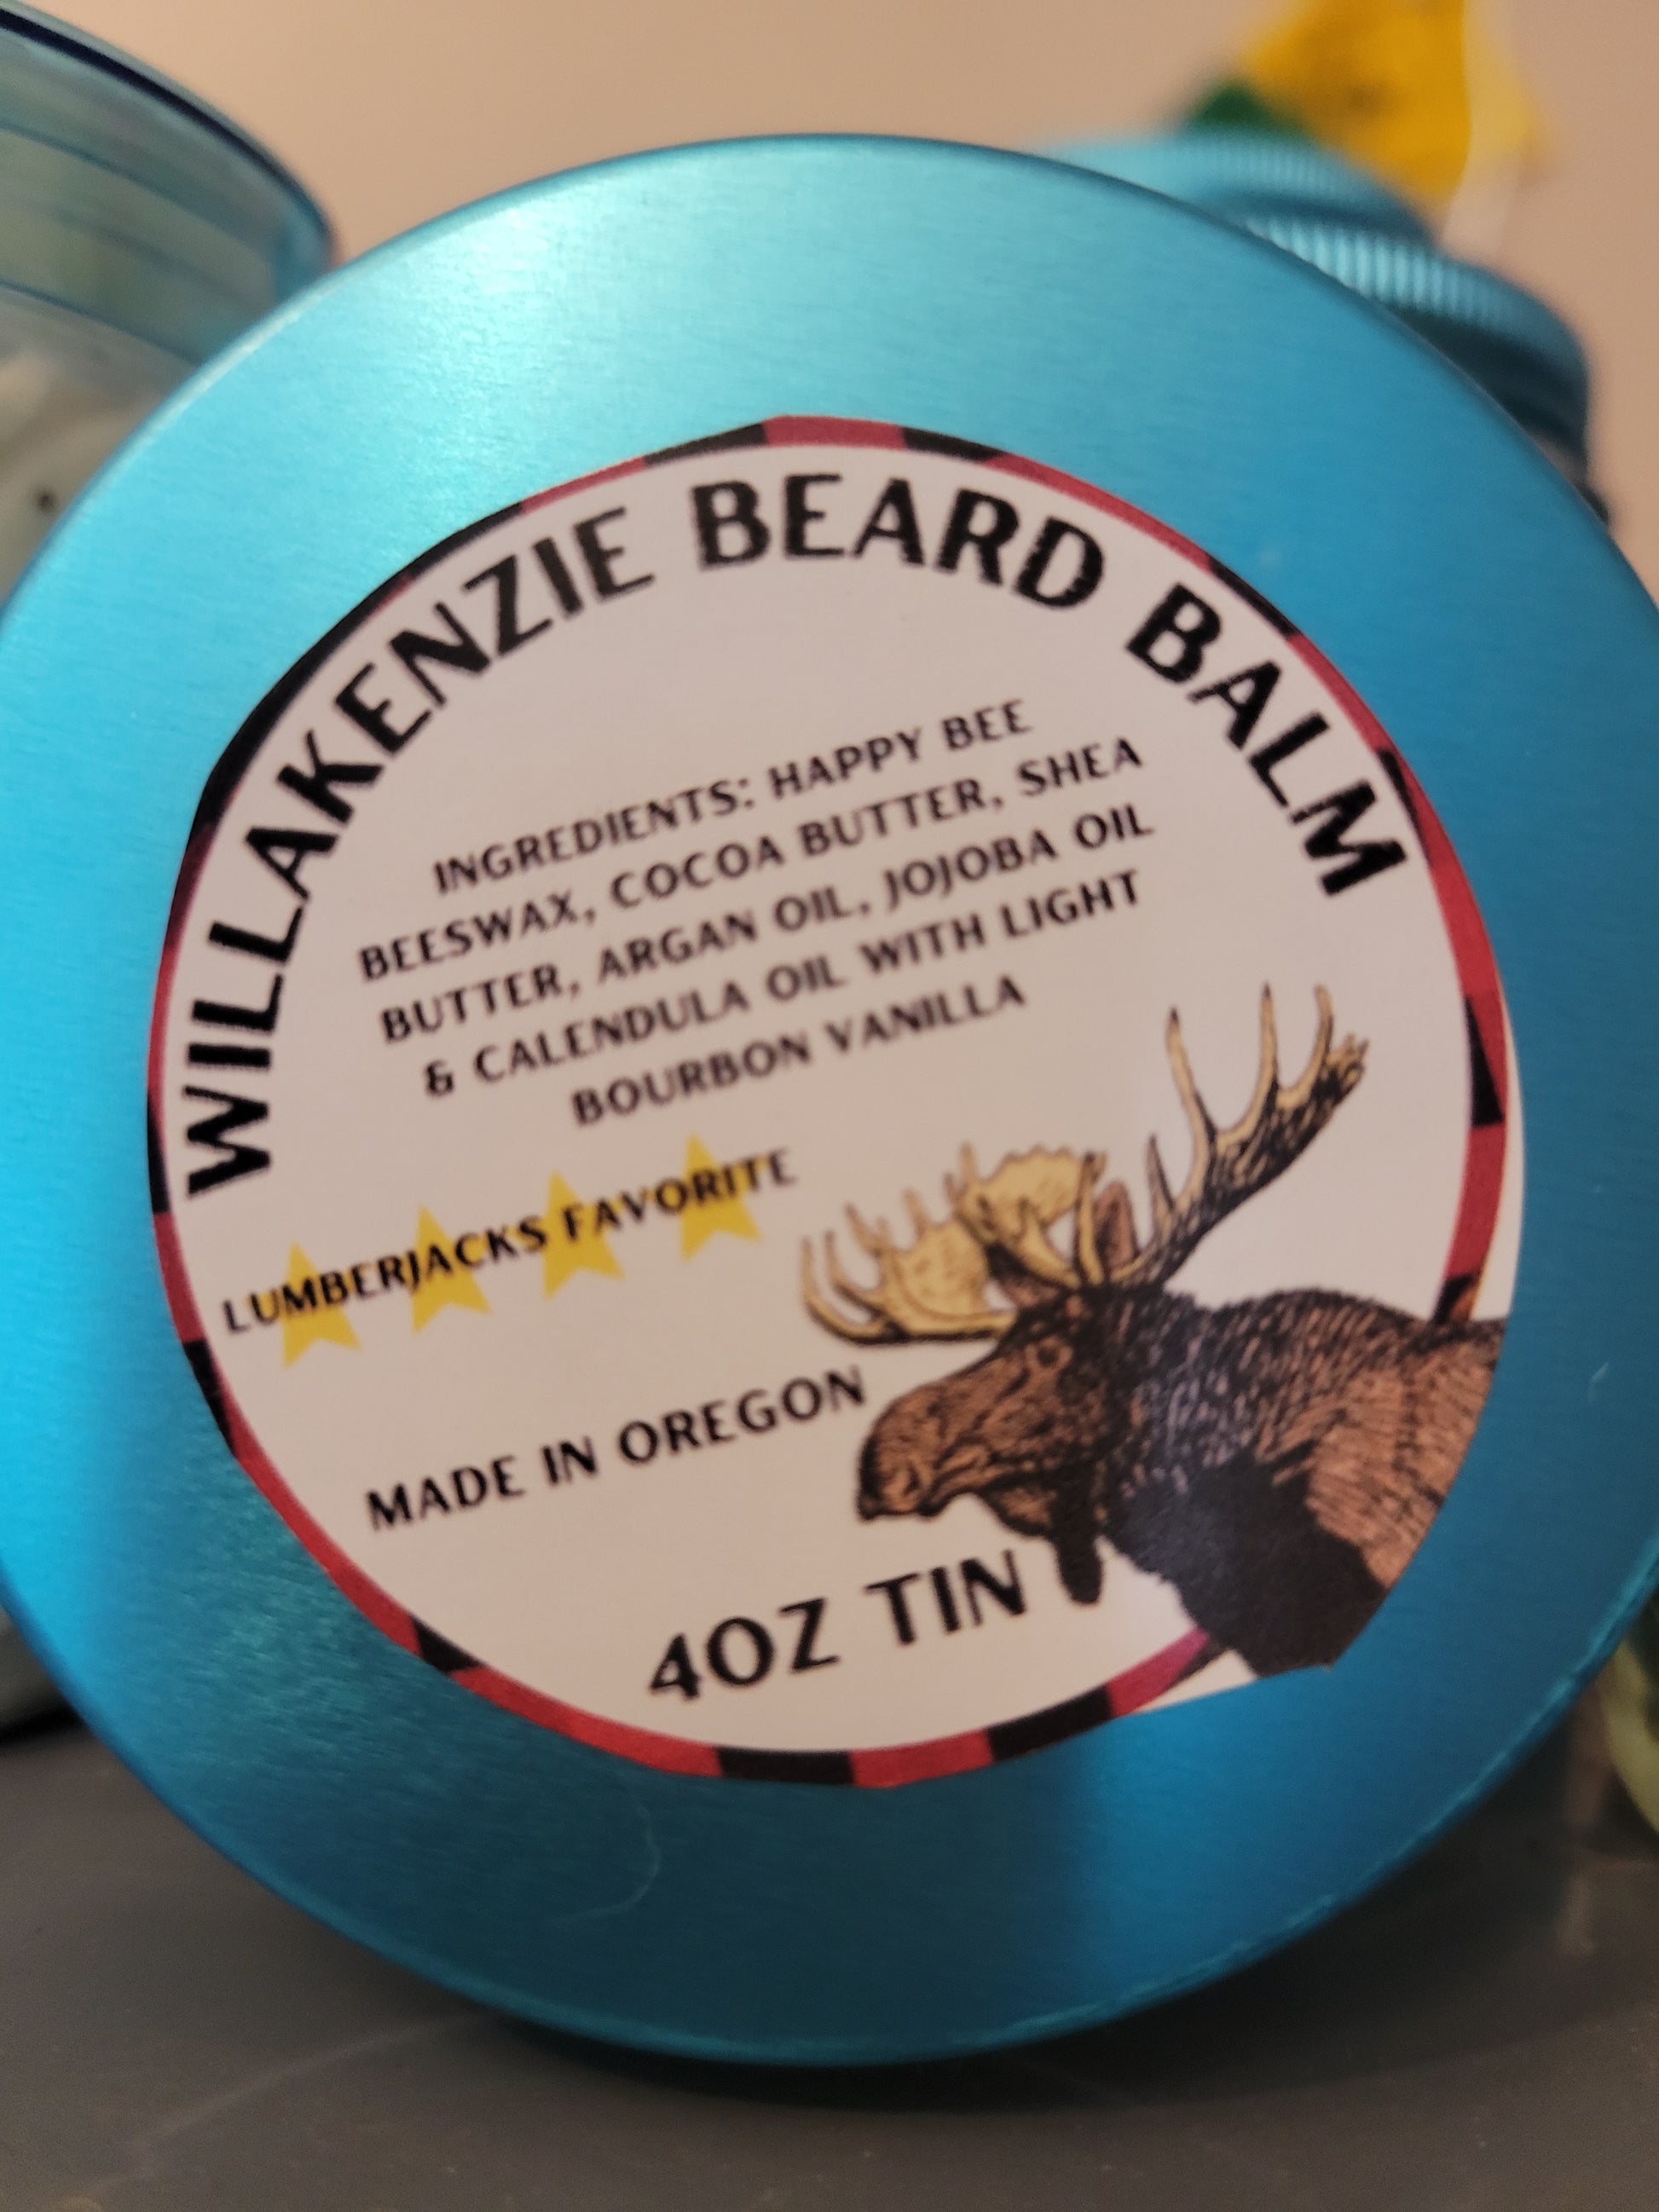 WILLAKENZIE BEARD BALM
INGREDIENTS: HAPPY BEE
BEESWAX, COCOA BUTTER, SHEA
BUTTER, ARGAN OIL, JOJOBA OIL
& CALENDULA OIL WITH LIGHT
BOURBON VANILLA
LUMBERJACKS FAVORITE
MADE IN OREGON
4OZ TIN